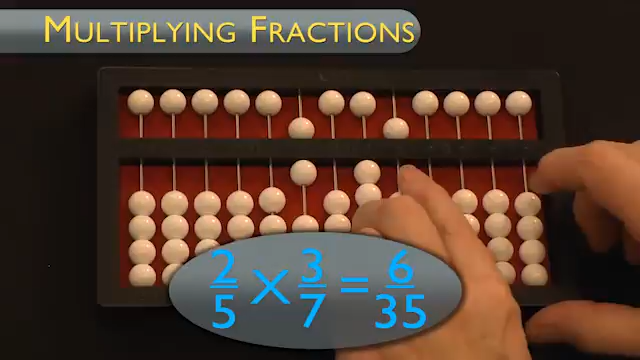 Multiplying Fractions
2/5 × 3/7 = 6/35